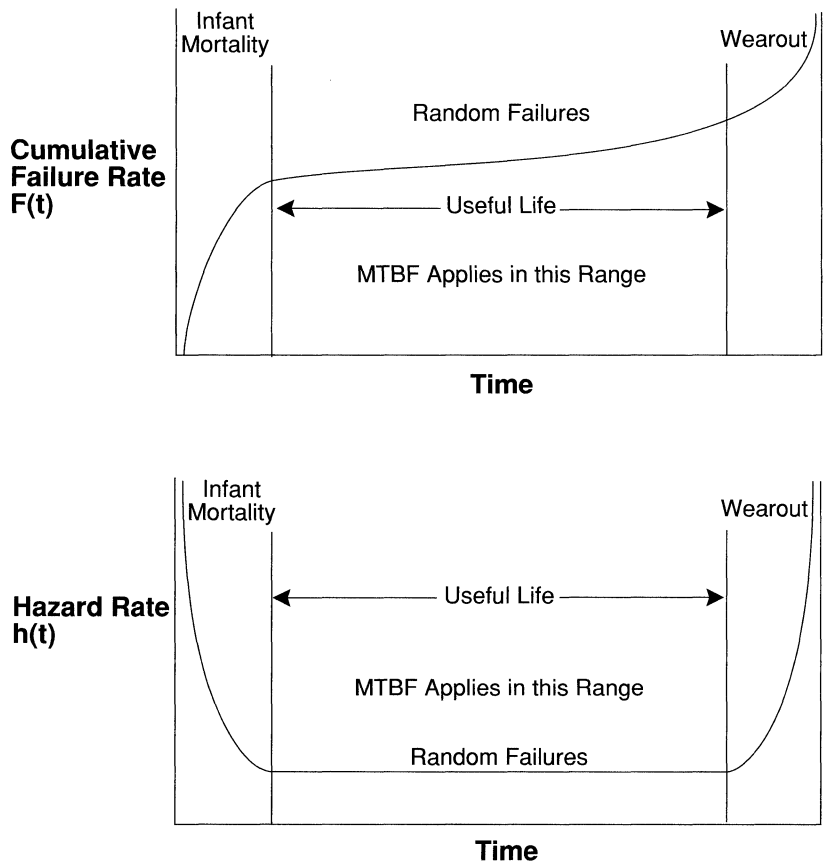 Infant
Mortality
Wearout
Random Failures
Cumulative
Failure Rate
F(t)
Useful Life
MTBF Applies in this Range
Time
Infant
Mortality
Wearout
Useful Life
Hazard Rate
h(t)
MTBF Applies in this Range
Random Failures
Time